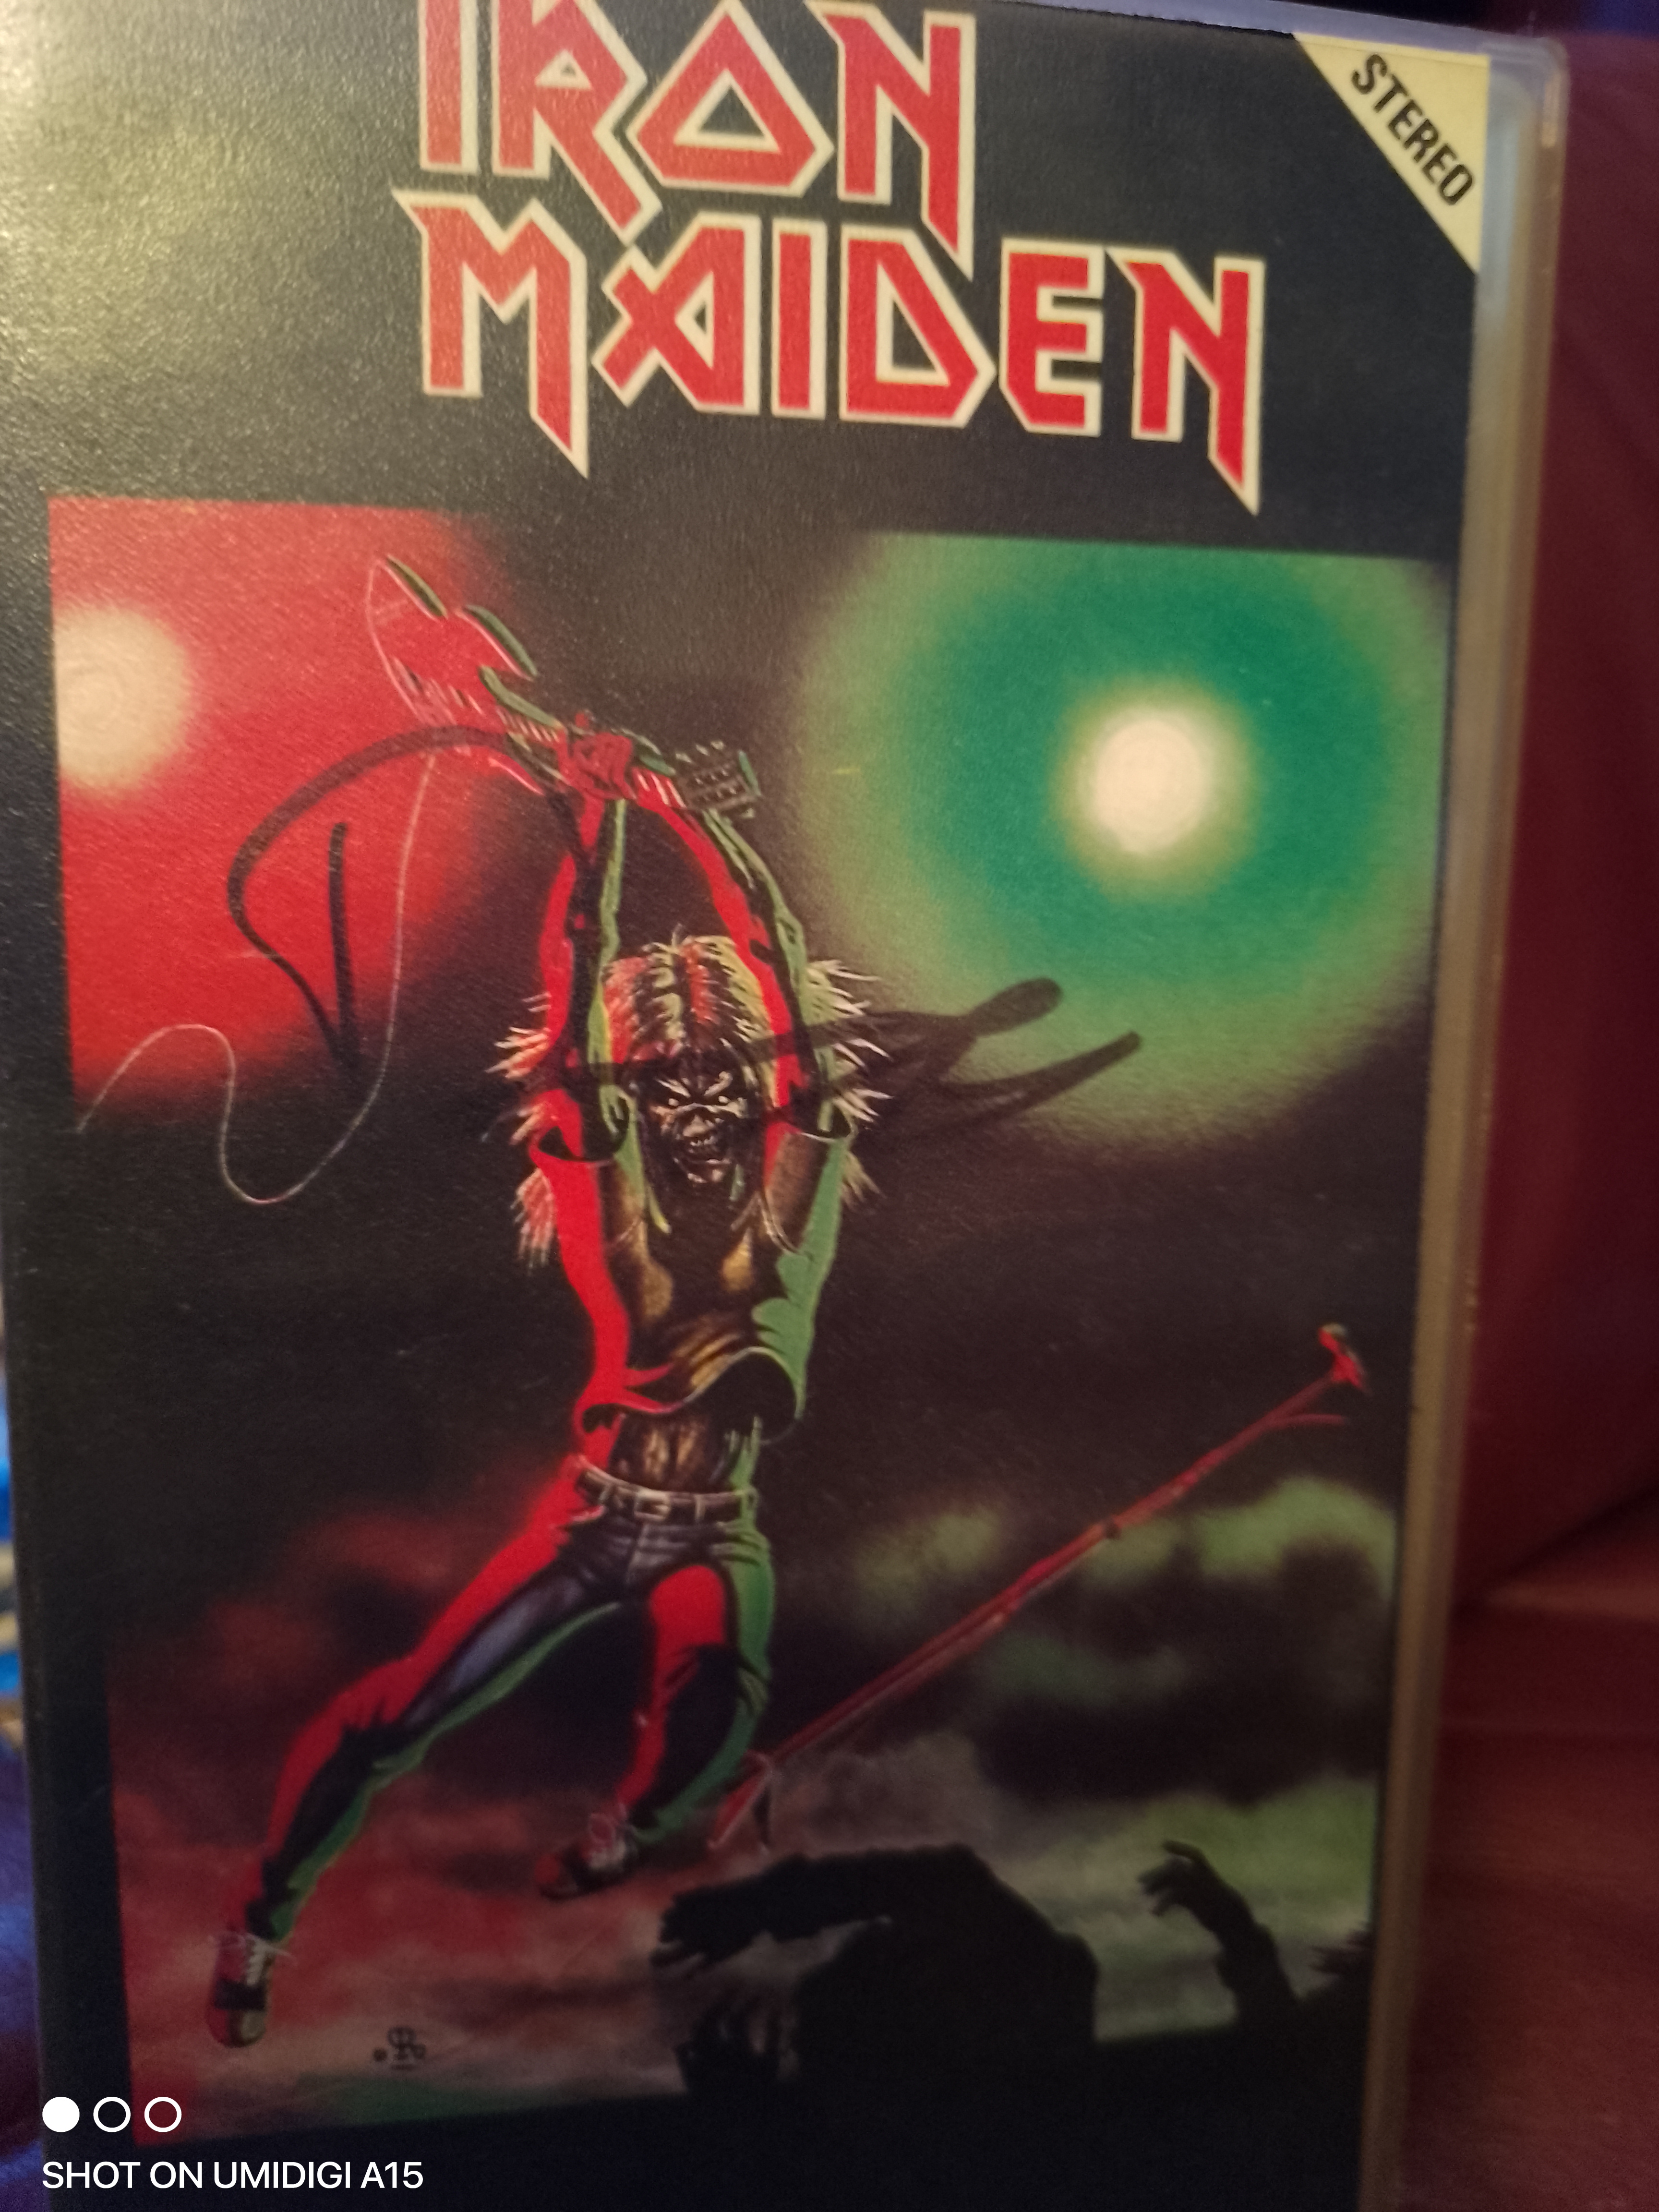 IRON
MAIDEN
STEREO
SHOT ON UMIDIGI A15